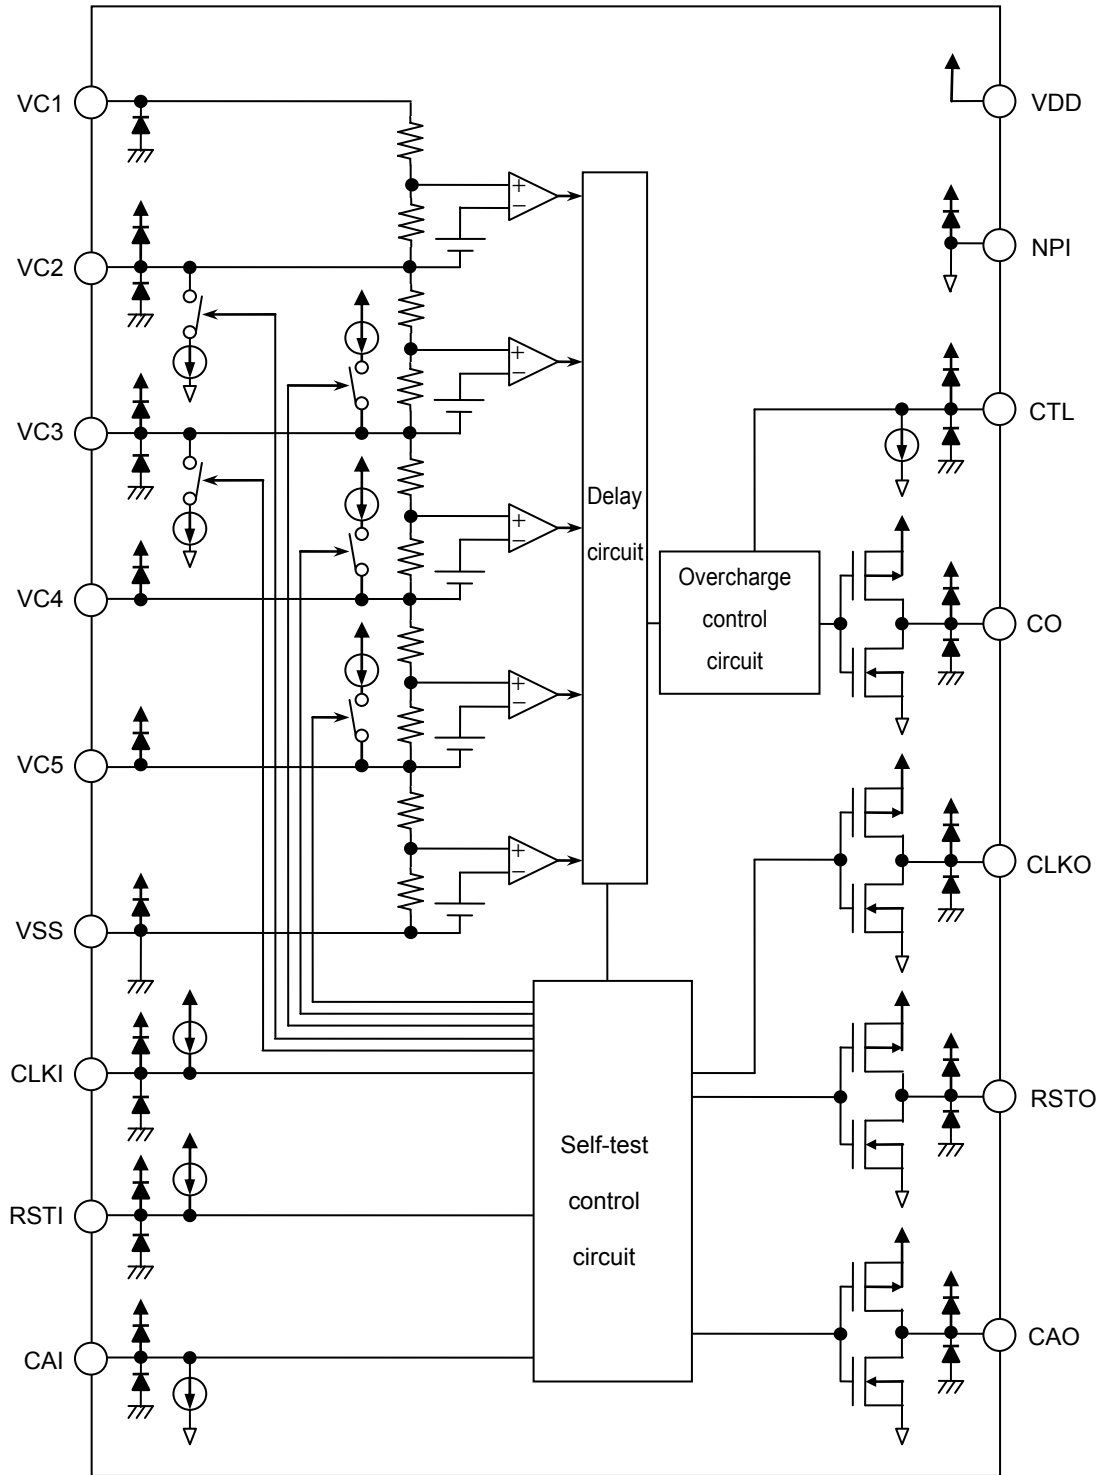 VC1
VDD
VC2
NPI
VC3
CTL
Delay
circuit
VC4
Overcharge
control
circuit
CO
VC5
CLKO
VSS
CLKI
RSTO
Self-test
control
circuit
RSTI
CAI
CAO
+
−
+
−
+
−
+
−
+
−